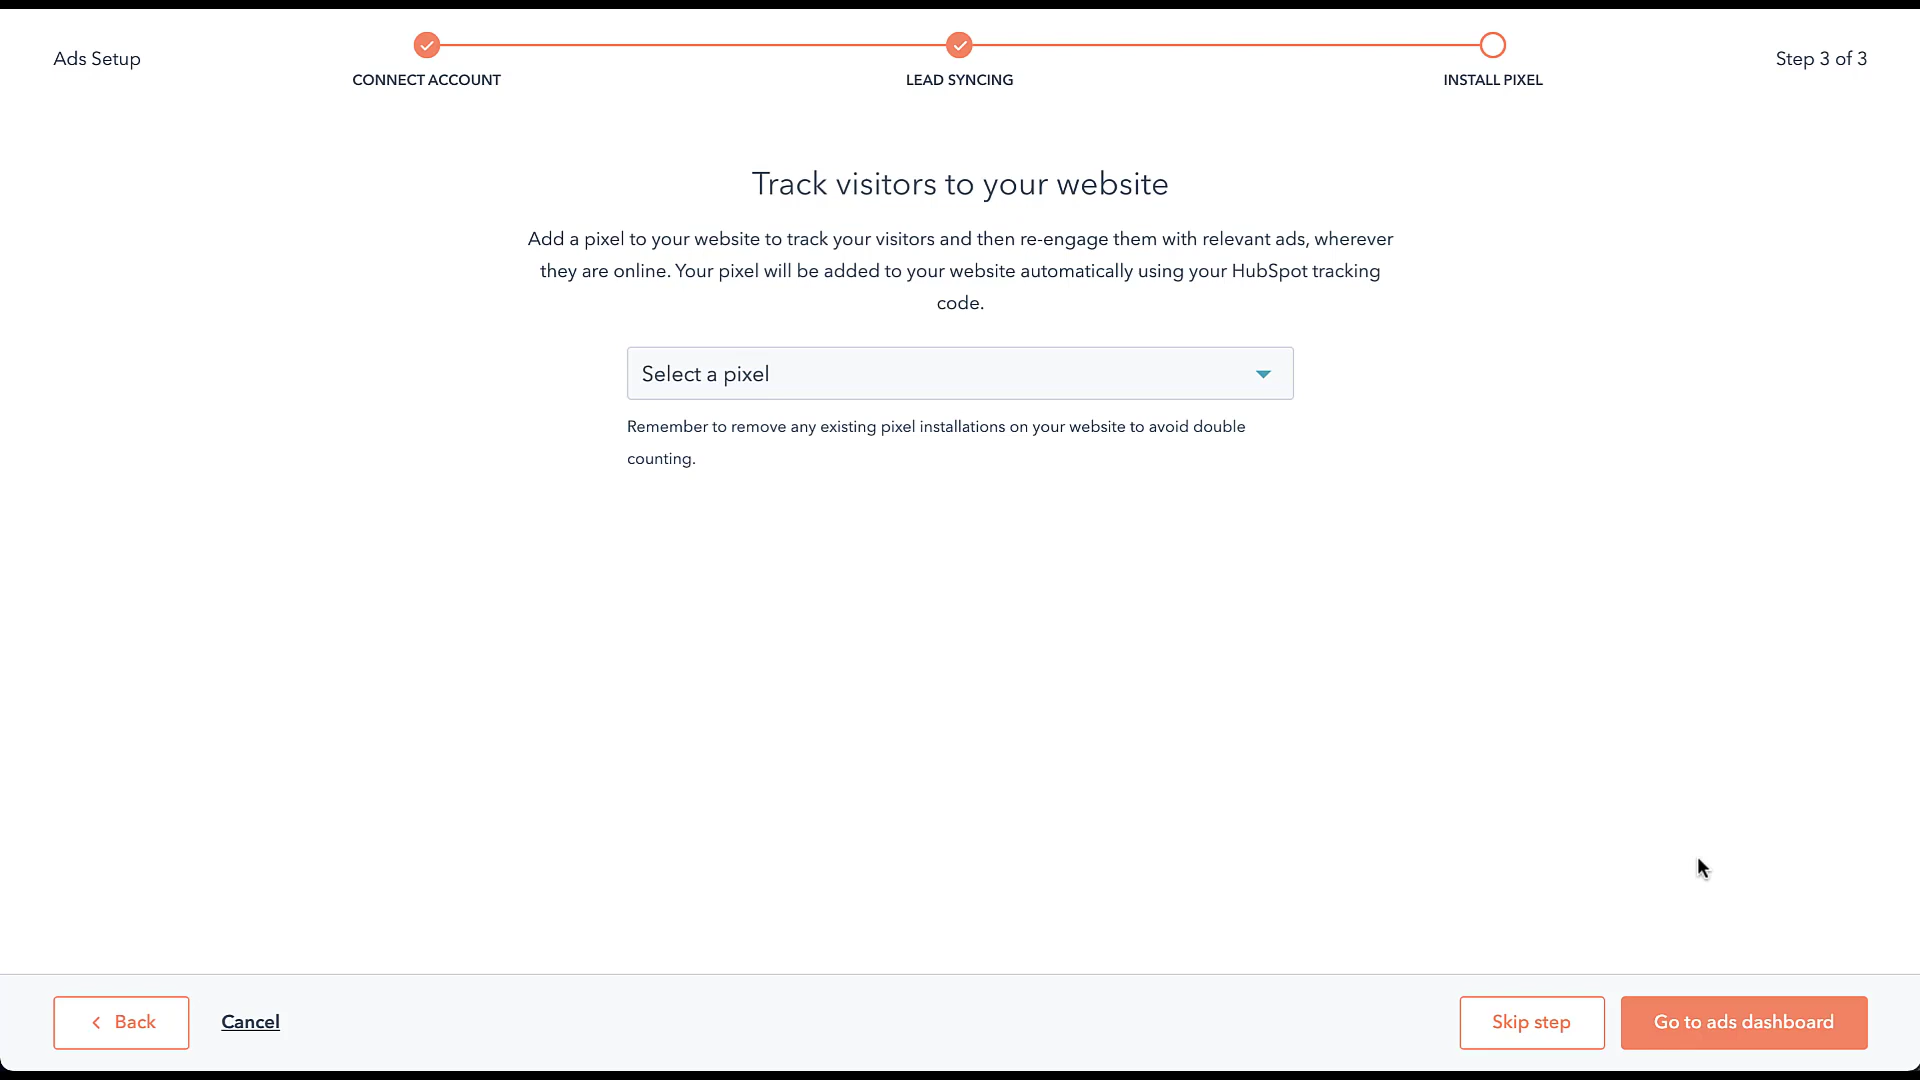 Ads Setup
CONNECT ACCOUNT
LEAD SYNCING
INSTALL PIXEL
Step 3 of 3
Track visitors to your website
Add a pixel to your website to track your visitors and then re-engage them with relevant ads, wherever
they are online. Your pixel will be added to your website automatically using your HubSpot tracking
code.
Select a pixel
Remember to remove any existing pixel installations on your website to avoid double
counting.
Back
Cancel
Skip step
Go to ads dashboard